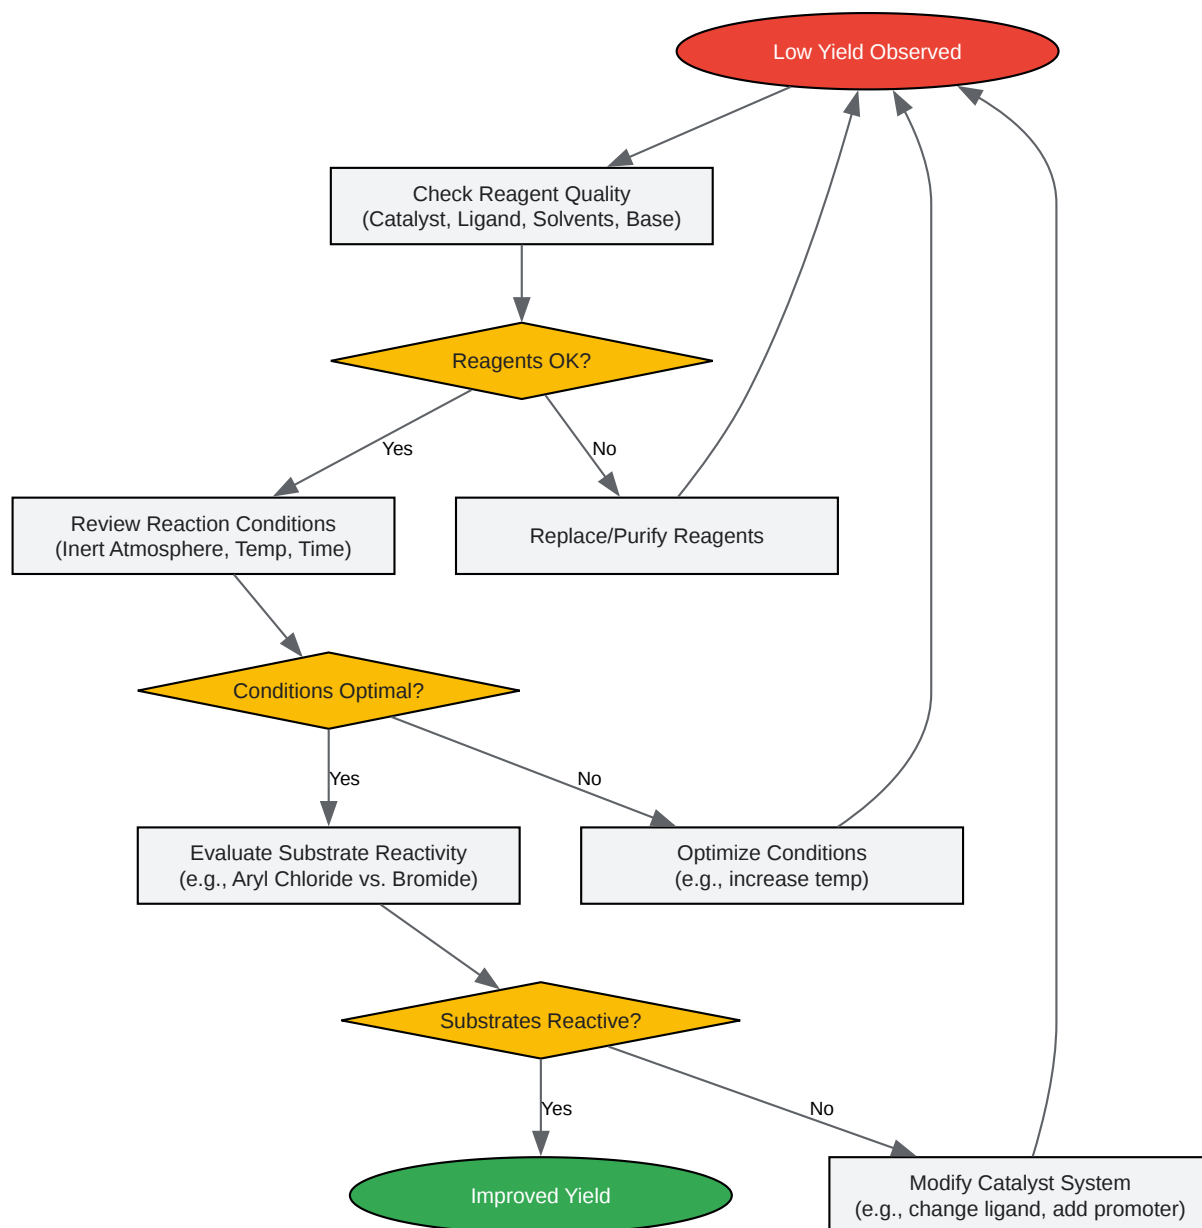 Low Yield Observed
Check Reagent Quality
(Catalyst, Ligand, Solvents, Base)
Reagents OK?
Yes
No
Review Reaction Conditions
(Inert Atmosphere, Temp, Time)
Replace/Purify Reagents
Conditions Optimal?
Yes
No
Evaluate Substrate Reactivity
(e.g., Aryl Chloride vs. Bromide)
Optimize Conditions
(e.g., increase temp)
Substrates Reactive?
Yes
No
Improved Yield
Modify Catalyst System
(e.g., change ligand, add promoter)